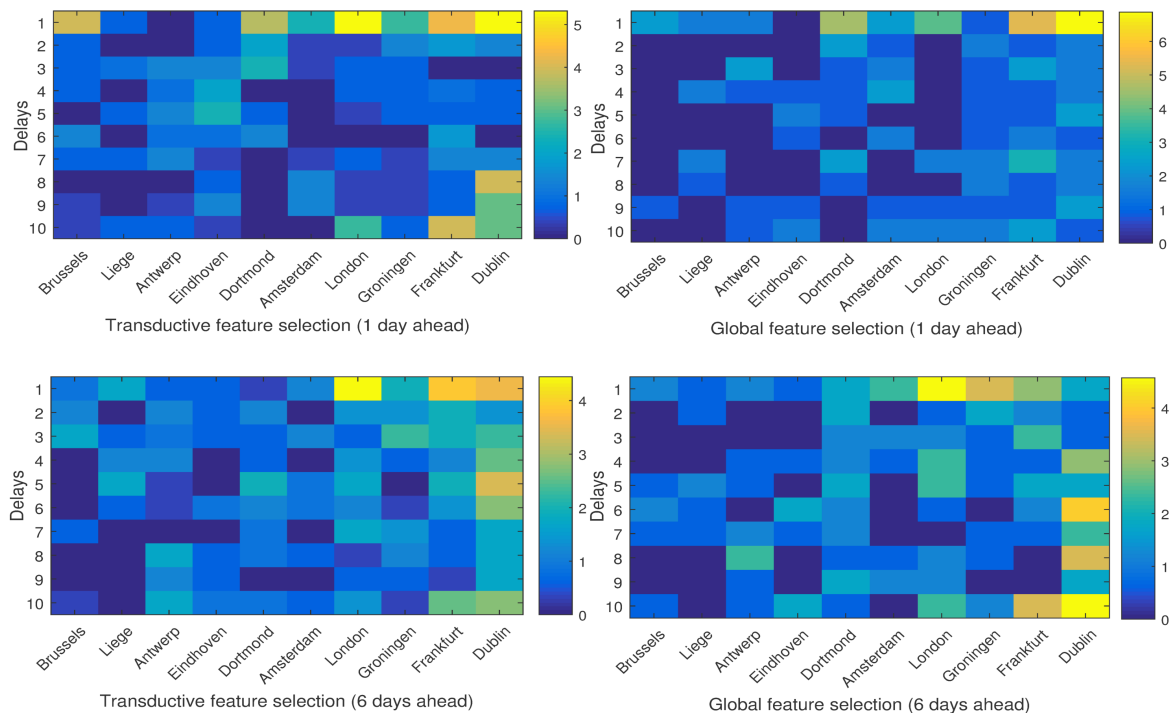 Delays
1
2
3
4
5
6
7
8
9
10
Brussels
Liege
Antwerp
Eindhoven
Dortmund
Amsterdam
London
Groningen
Frankfurt
Dublin
5
4
3
2
1
0
Transductive feature selection (1 day ahead)
Delays
1
2
3
4
5
6
7
8
9
10
Brussels
Liege
Antwerp
Eindhoven
Dortmond
Amsterdam
London
Groningen
Frankfurt
Dublin
6
5
4
3
2
1
0
Global feature selection (1 day ahead)
Delays
1
2
3
4
5
6
7
8
9
10
Brussels
Liege
Antwerp
Eindhoven
Dortmond
Amsterdam
London
Groningen
Frankfurt
Dublin
4
3
2
1
0
Transductive feature selection (6 days ahead)
Delays
1
2
3
4
5
6
7
8
9
10
Brussels
Liege
Antwerp
Eindhoven
Dortmond
Amsterdam
London
Groningen
Frankfurt
Dublin
4
3
2
1
0
Global feature selection (6 days ahead)